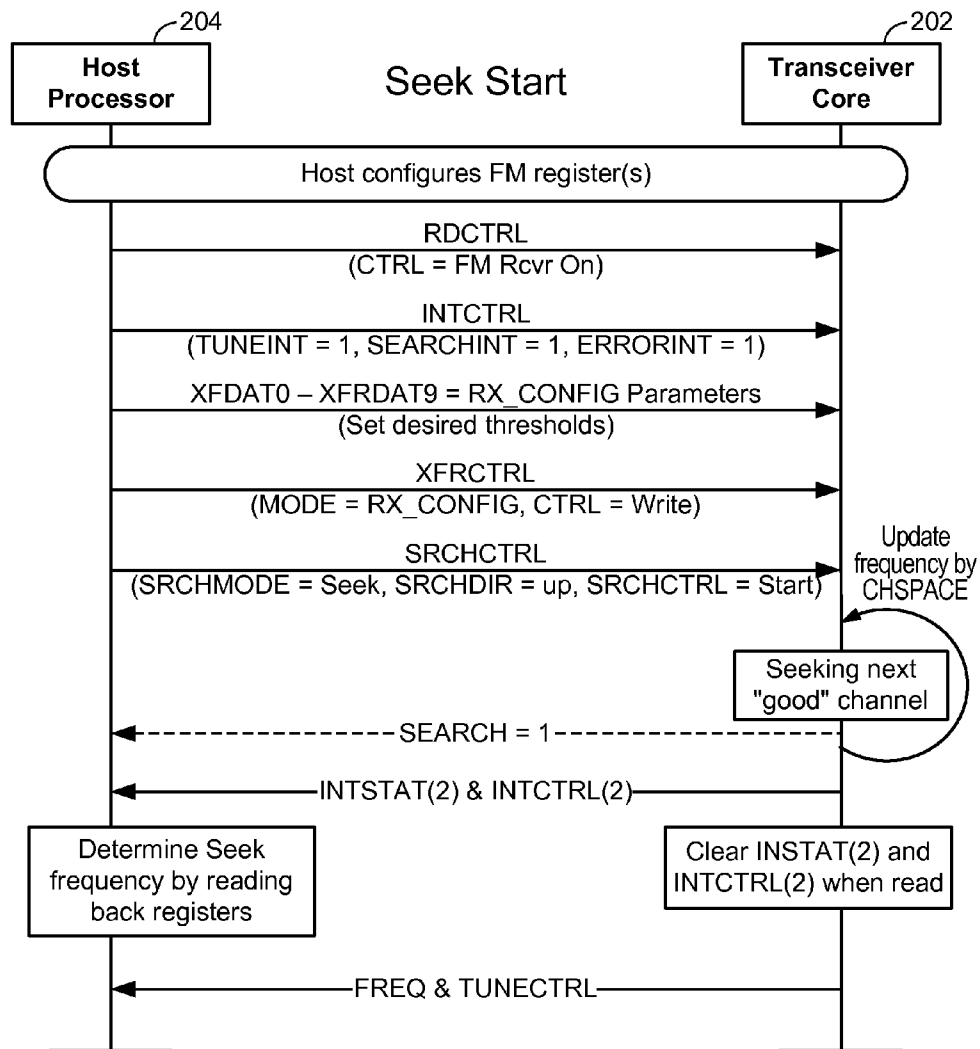 204
202
Host
Processor
Seek Start
Transceiver
Core
Host configures FM register(s)
RDCTRL
(CTRL = FM Rcvr On)
INTCTRL
(TUNEINT = 1, SEARCHINT = 1, ERRORINT = 1)
XFDAT0 – XFRDAT9 = RX_CONFIG Parameters
(Set desired thresholds)
XFRCTRL
(MODE = RX_CONFIG, CTRL = Write)
SRCHCTRL
(SRCHMODE = Seek, SRCHDIR = up, SRCHCTRL = Start)
Update
frequency by
CHSPACE
Seeking next
"good" channel
SEARCH = 1
INTSTAT(2) & INTCTRL(2)
Determine Seek
frequency by reading
back registers
Clear INSTAT(2) and
INTCTRL(2) when read
FREQ & TUNECTRL